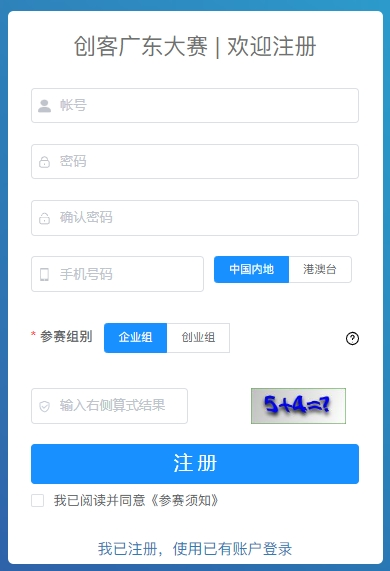 创客广东大赛 | 欢迎注册
帐号
密码
确认密码
手机号码 中国内地 港澳台
* 参赛组别 企业组 创业组
输入右侧算式结果 5+4=?
注册
我已阅读并同意《参赛须知》
我已注册，使用已有账户登录